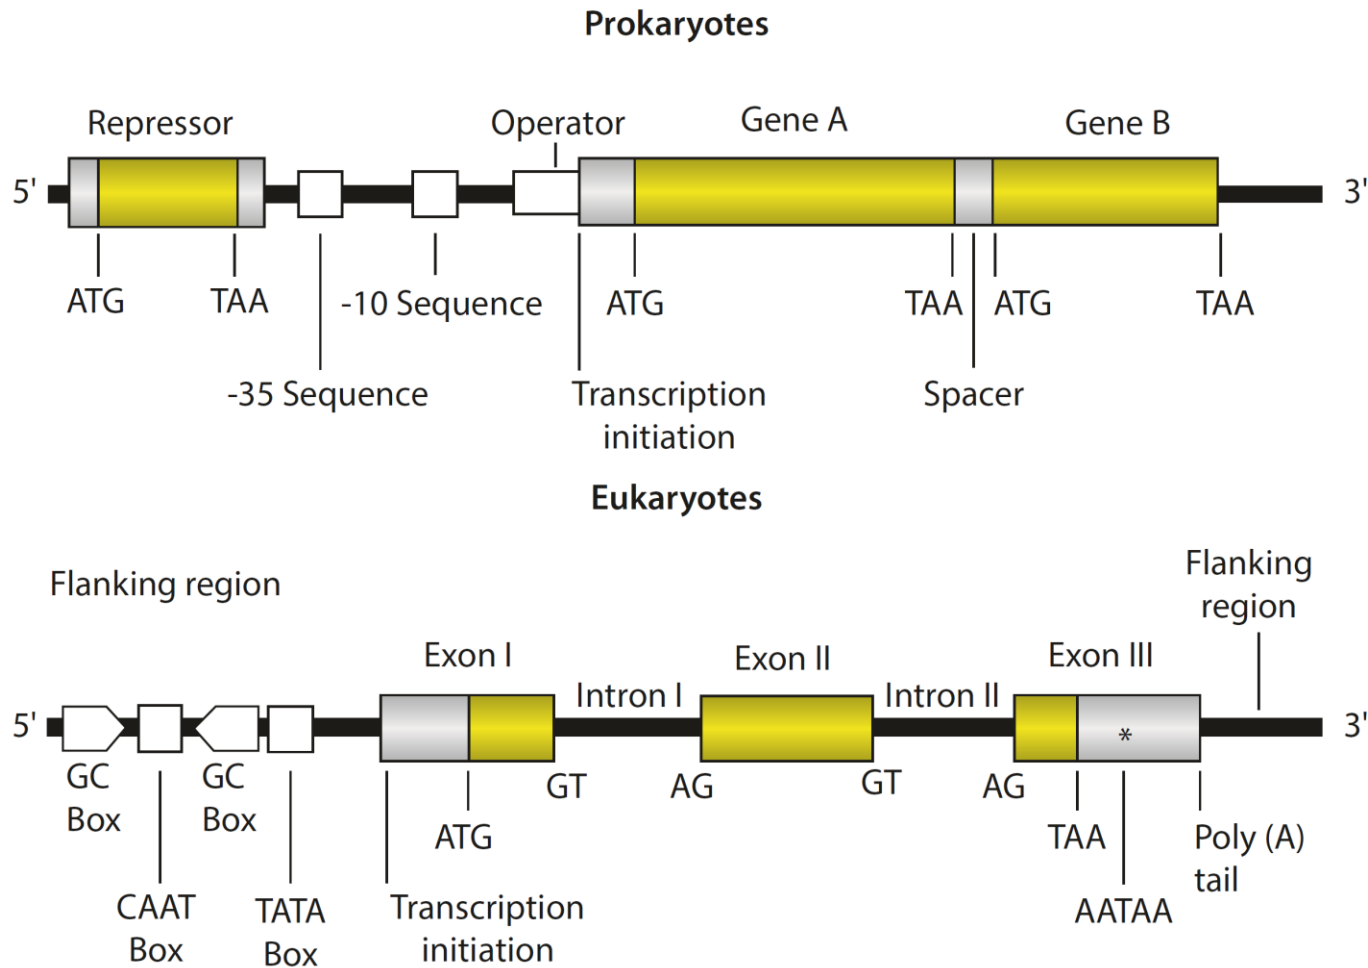 Prokaryotes
Repressor
Operator
Gene A
Gene B
5'
3'
ATG
TAA
-10 Sequence
ATG
TAA
ATG
TAA
-35 Sequence
Transcription
initiation
Spacer
Eukaryotes
Flanking region
Flanking
region
Exon I
Intron I
Exon II
Intron II
Exon III
5'
*
3'
GC
Box
GC
Box
GT
AG
GT
AG
ATG
TAA
Poly (A)
tail
CAAT
Box
TATA
Box
Transcription
initiation
AATAA